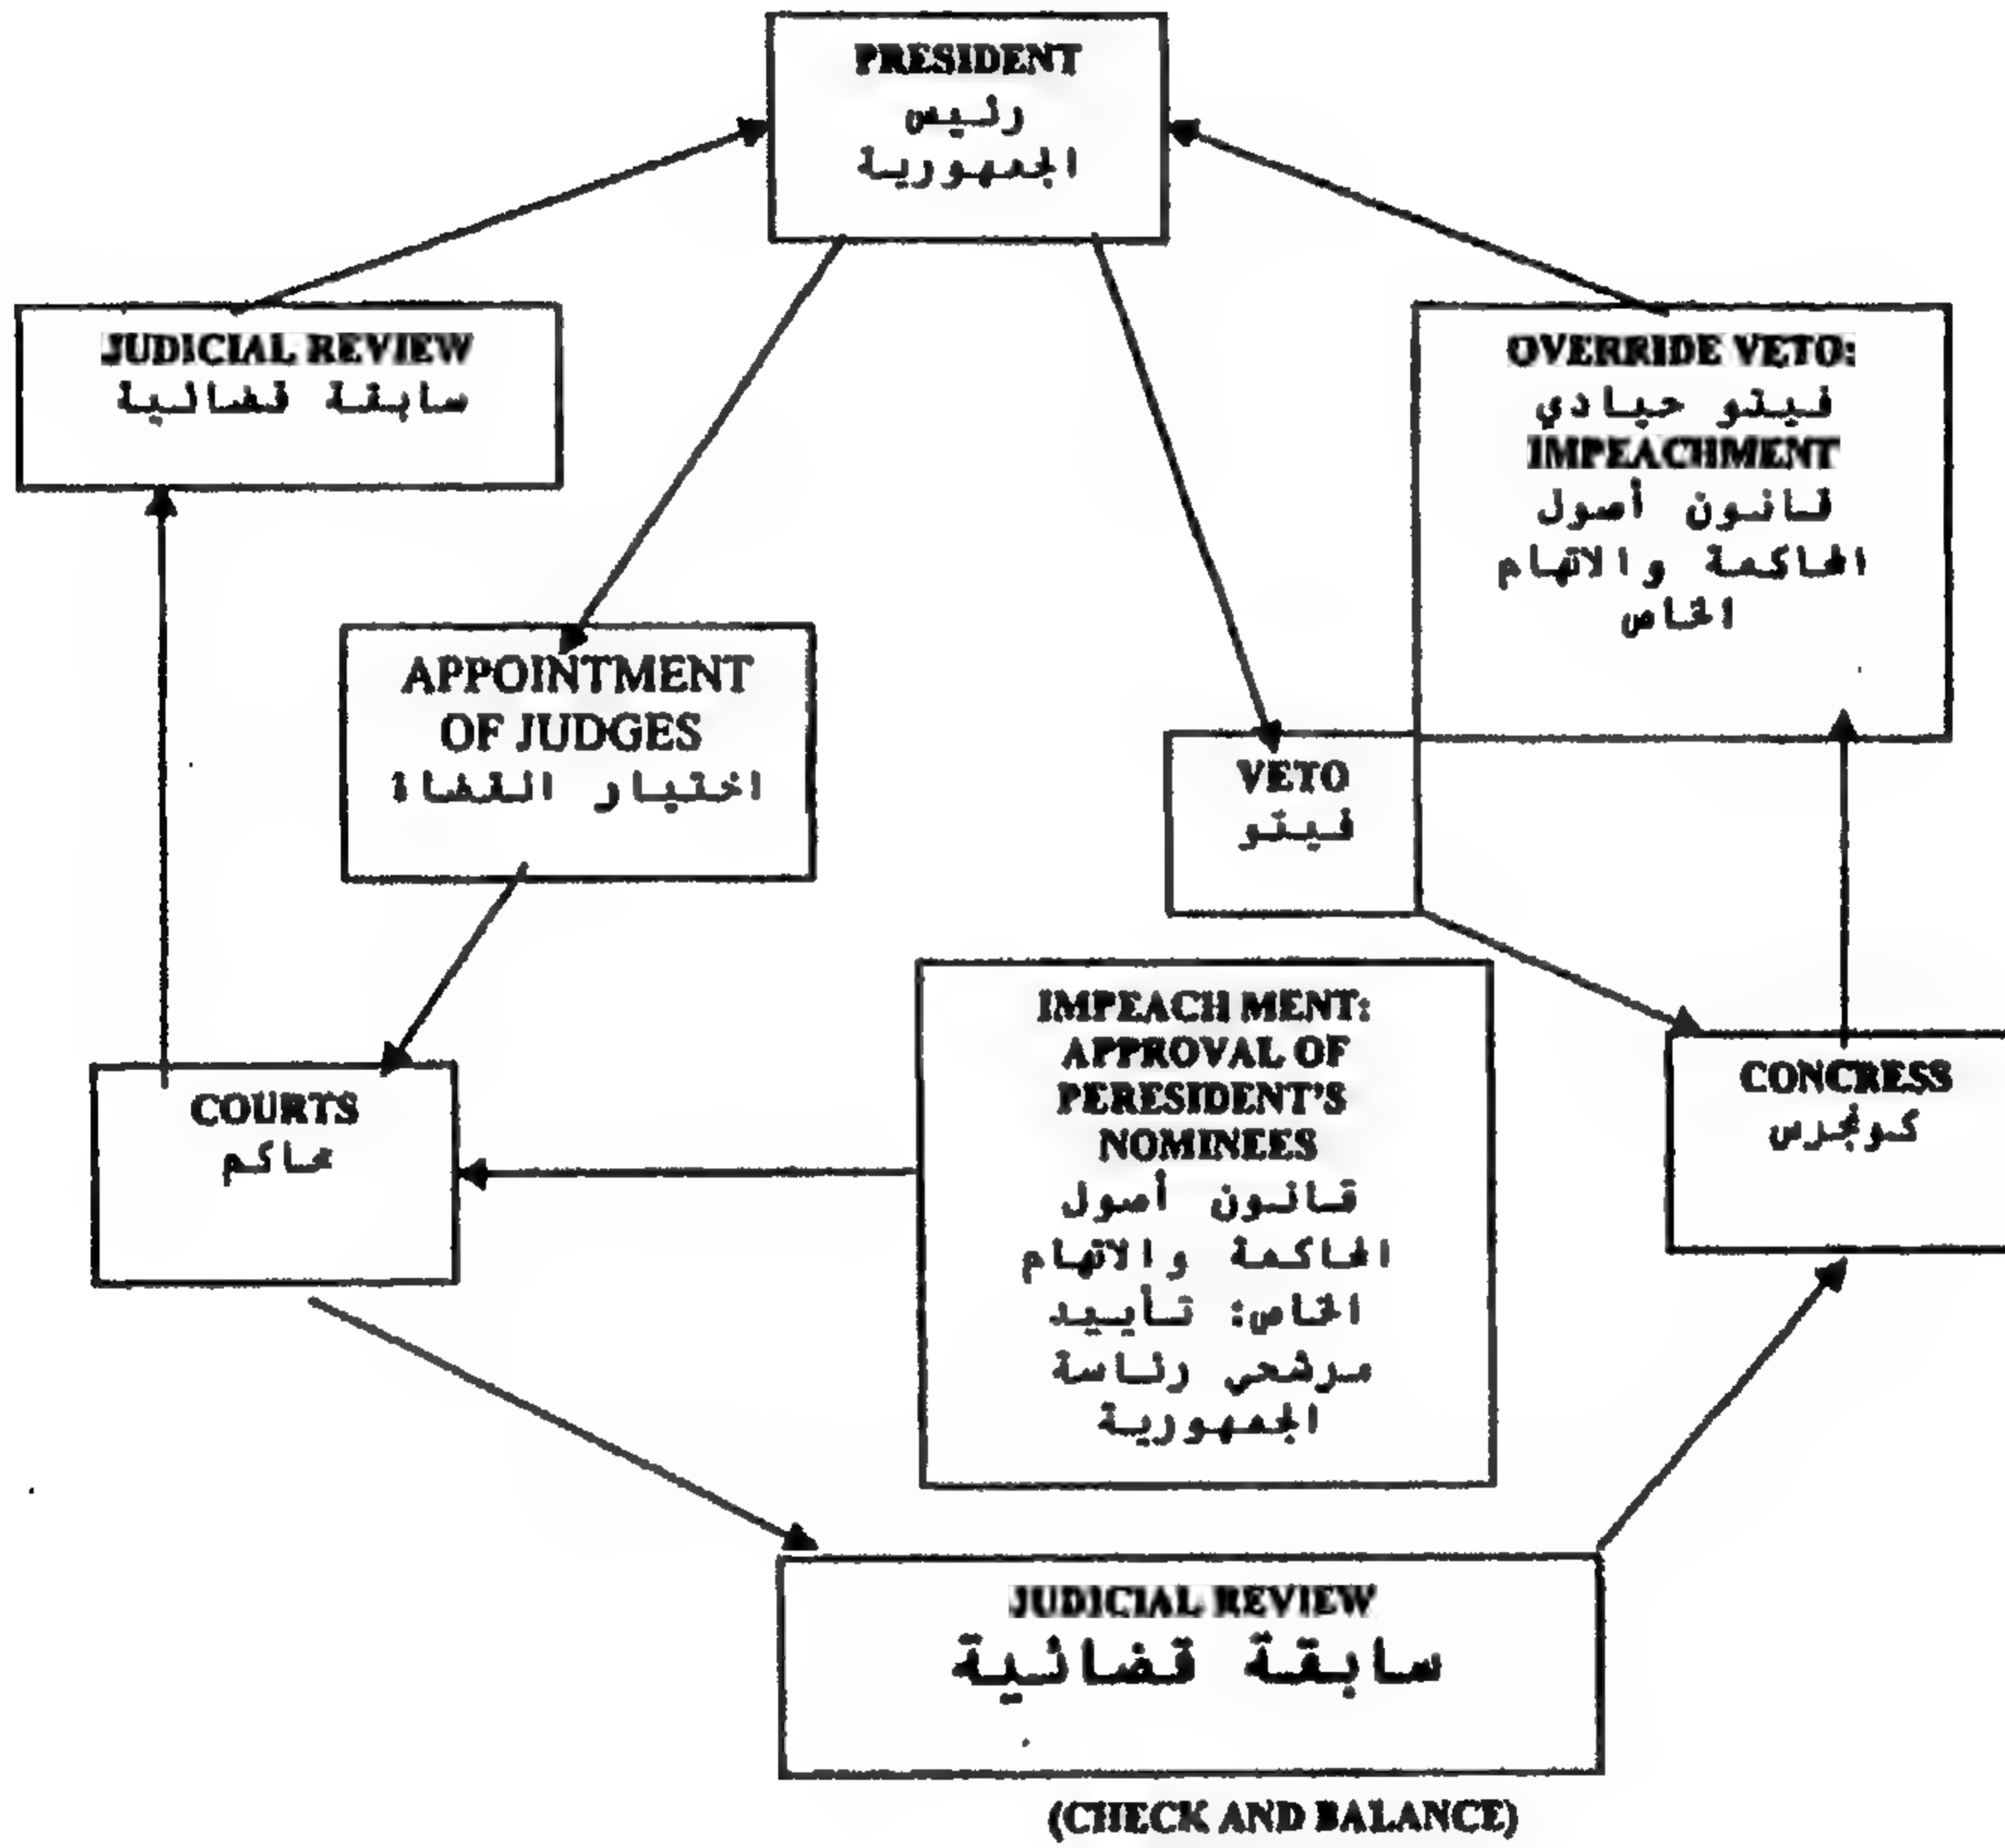 PRESIDENT
رئيس
الجمهورية
JUDICIAL REVIEW
سابقة قضائية
OVERRIDE VETO:
فيتو حيادي
IMPEACHMENT
قانون أصول
المحاكمة والاتهام
الخاص
APPOINTMENT
OF JUDGES
اختيار القضاة
VETO
فيتو
IMPEACH MENT:
APPROVAL OF
PERESIDENT'S
NOMINEES
قانون أصول
المحاكمة والاتهام
الخاص: تأييد
مرشحي رئاسة
الجمهورية
COURTS
محاكم
CONCRESS
كونجرس
JUDICIAL REVIEW
سابقة قضائية
(CHECK AND BALANCE)